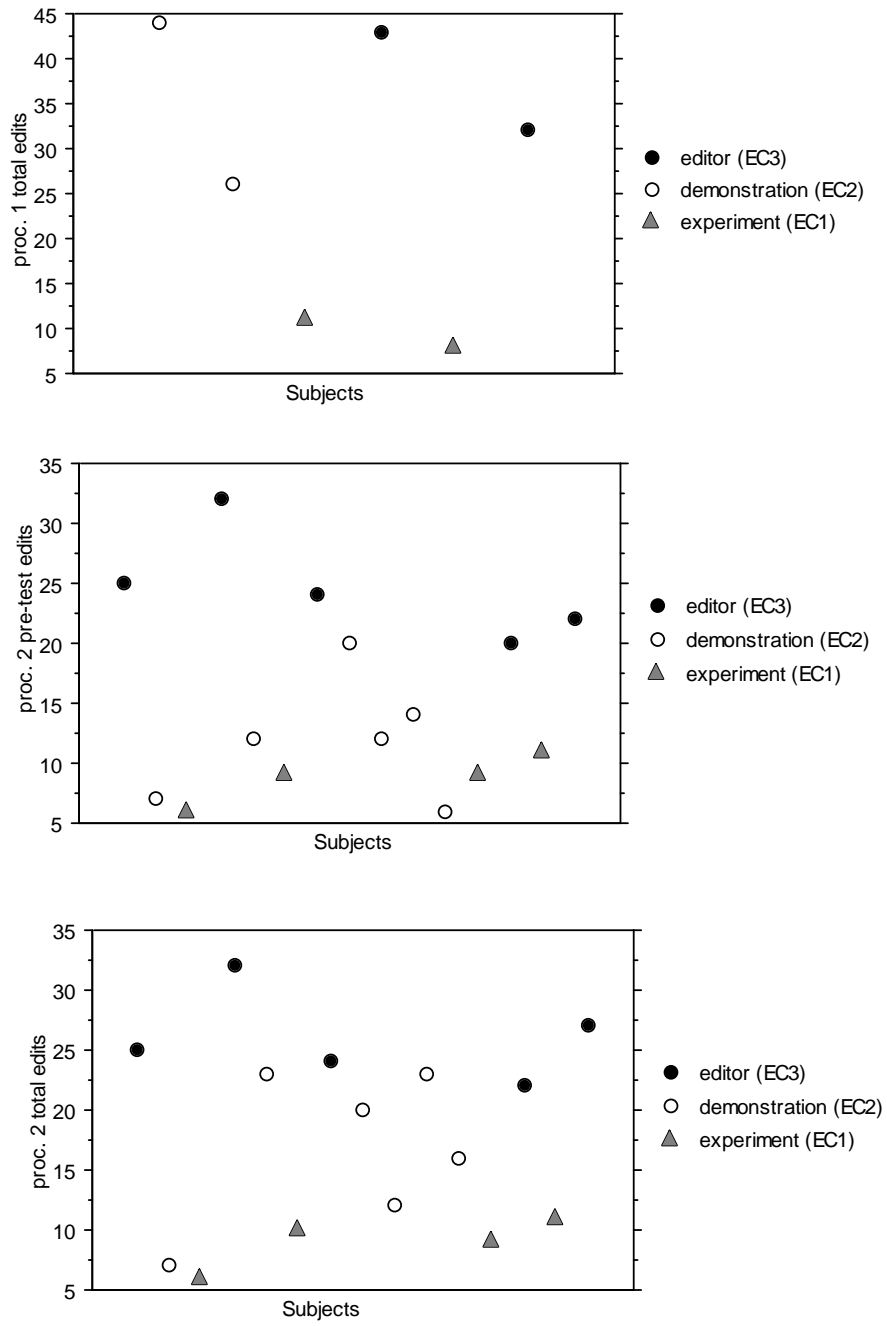 45
40
35
30
25
20
15
10
5
proc. 1 total edits
Subjects
editor (EC3)
demonstration (EC2)
experiment (EC1)
35
30
25
20
15
10
5
proc. 2 pre-test edits
Subjects
editor (EC3)
demonstration (EC2)
experiment (EC1)
35
30
25
20
15
10
5
proc. 2 total edits
Subjects
editor (EC3)
demonstration (EC2)
experiment (EC1)